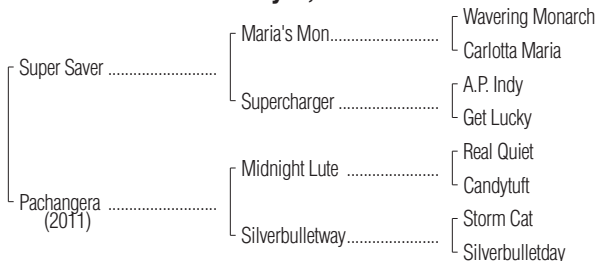 Wavering Monarch
Maria's Mon..............................
Carlotta Maria
Super Saver ..............................
A.P. Indy
Supercharger ...........................
Get Lucky
Real Quiet
Midnight Lute .........................
Candytuft
Pachangera ..............................
(2011)
Storm Cat
Silverbulletway.........................
Silverbulletday